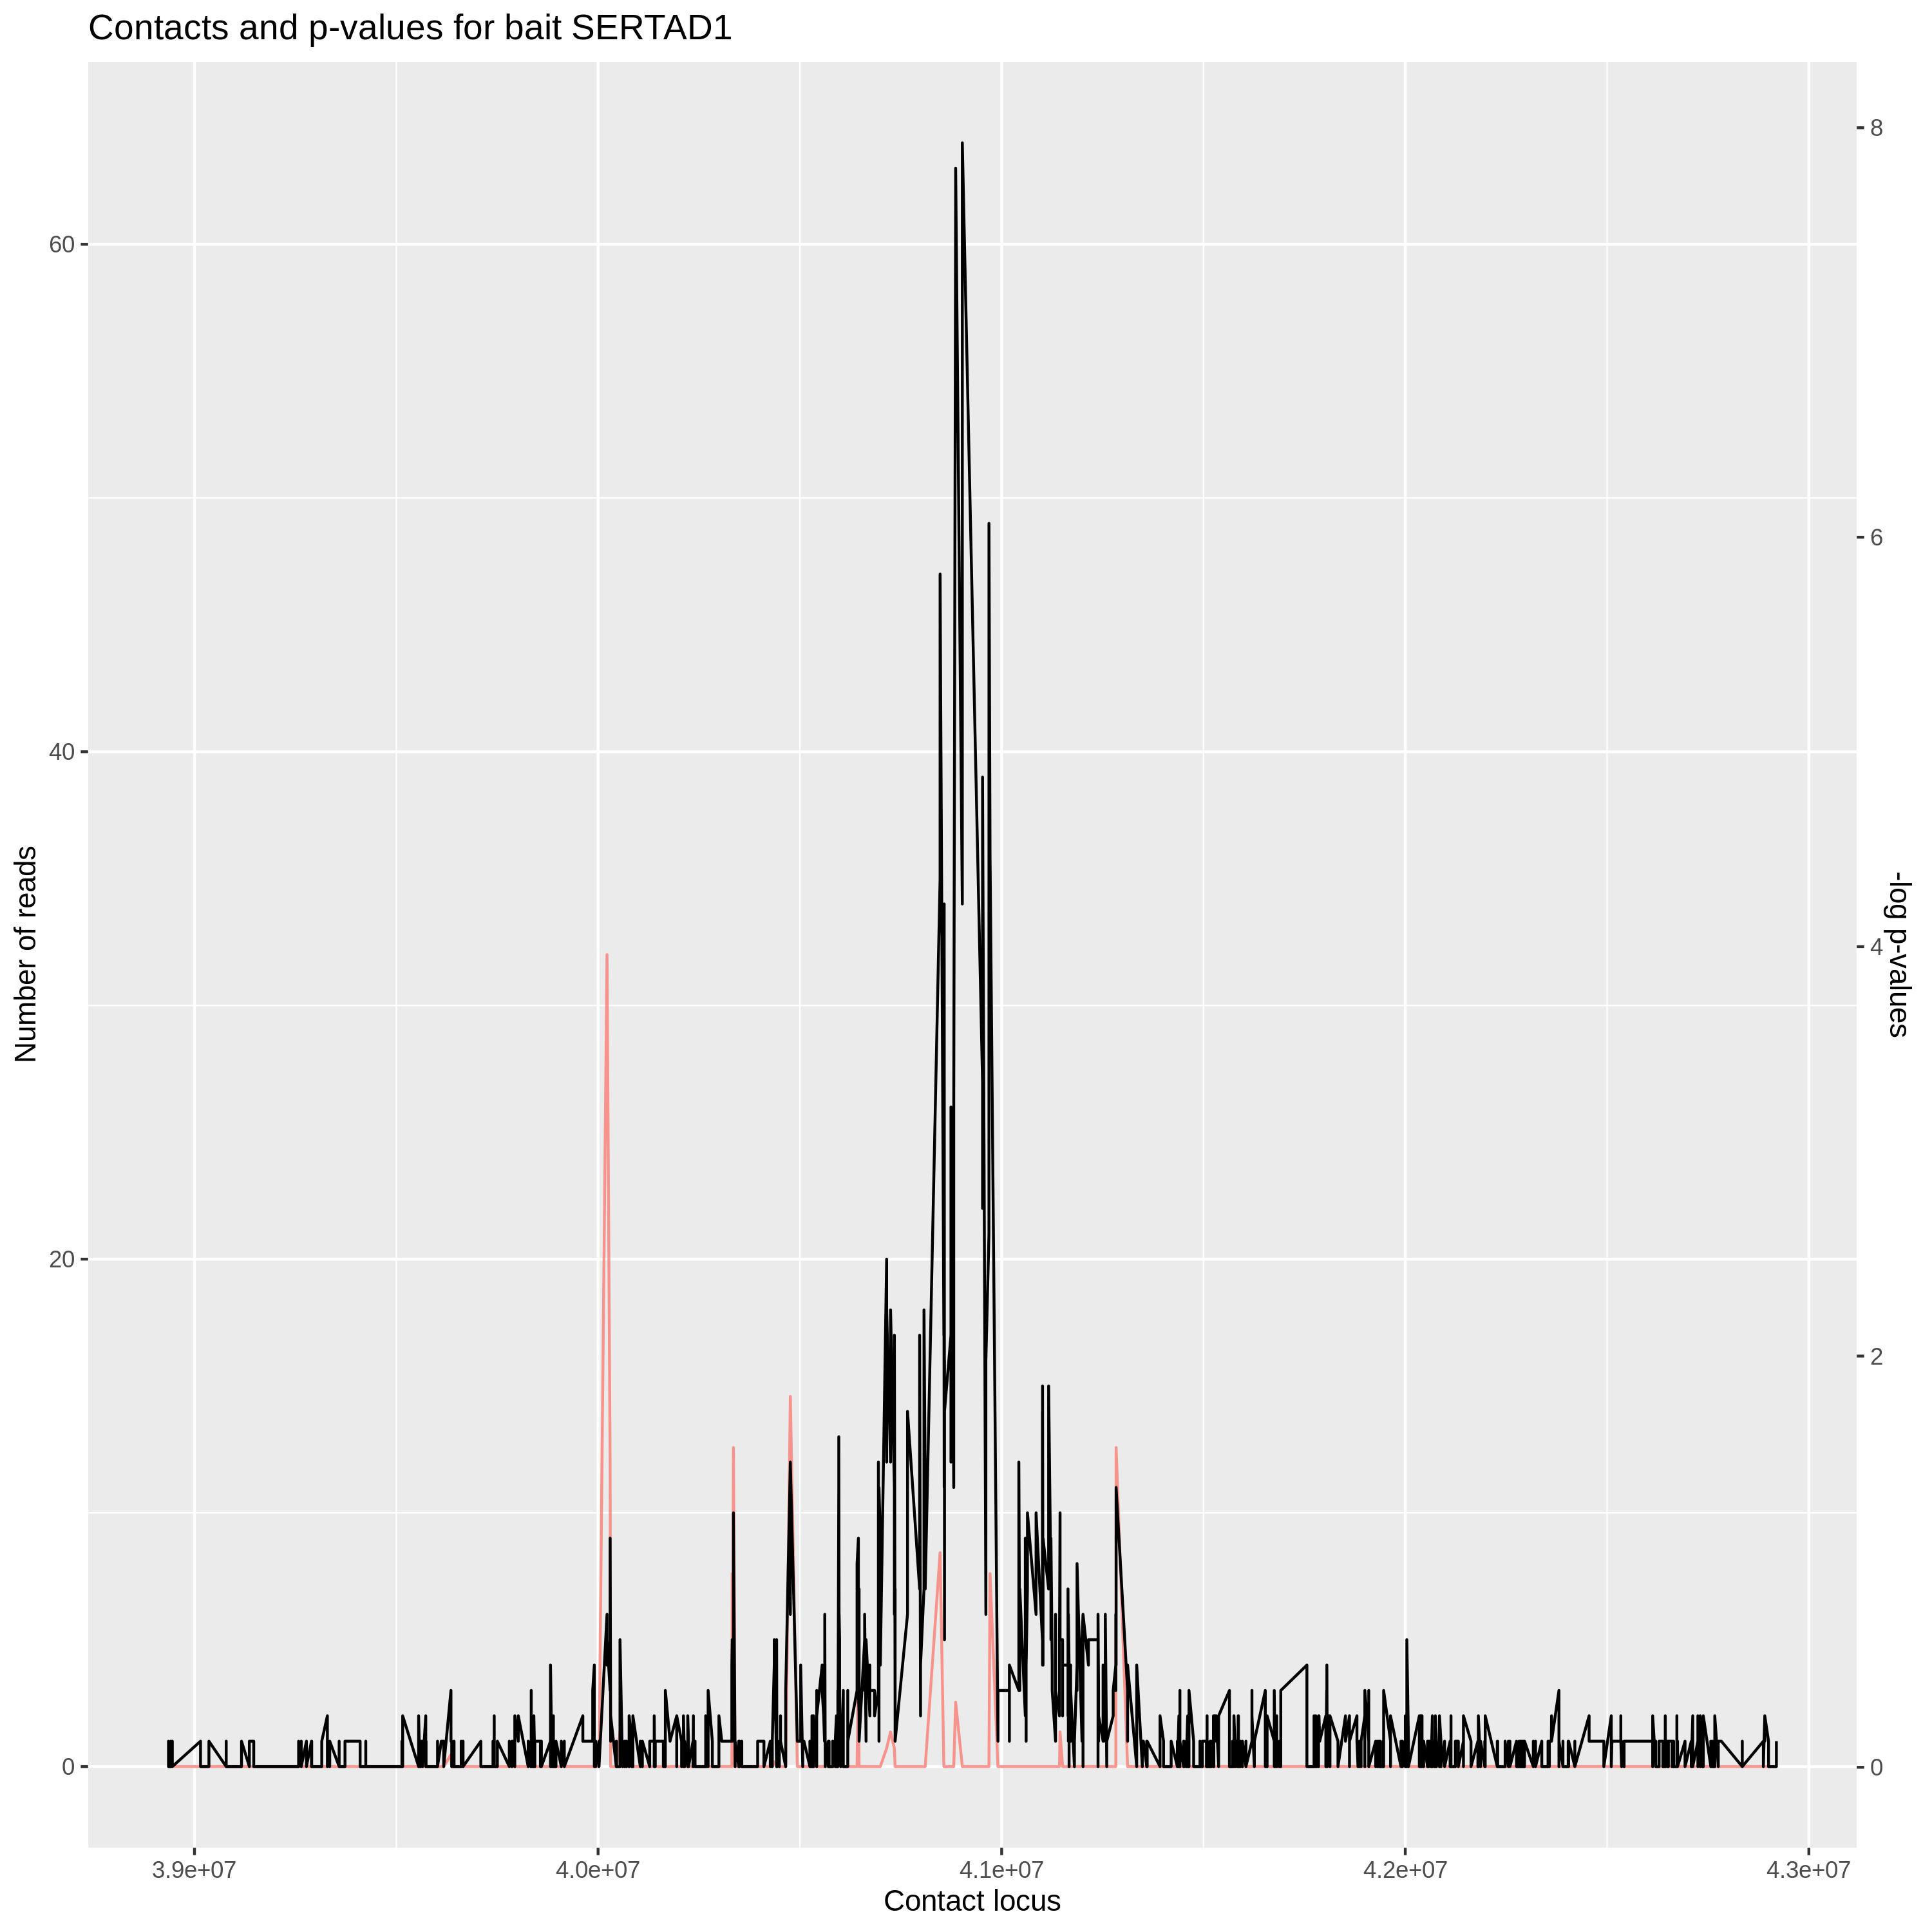 Contacts and p-values for bait SERTAD1
Number of reads
60
40
20
0
8
6
4
2
0
-log p-values
3.9e+07 4.0e+07 4.1e+07 4.2e+07 4.3e+07
Contact locus